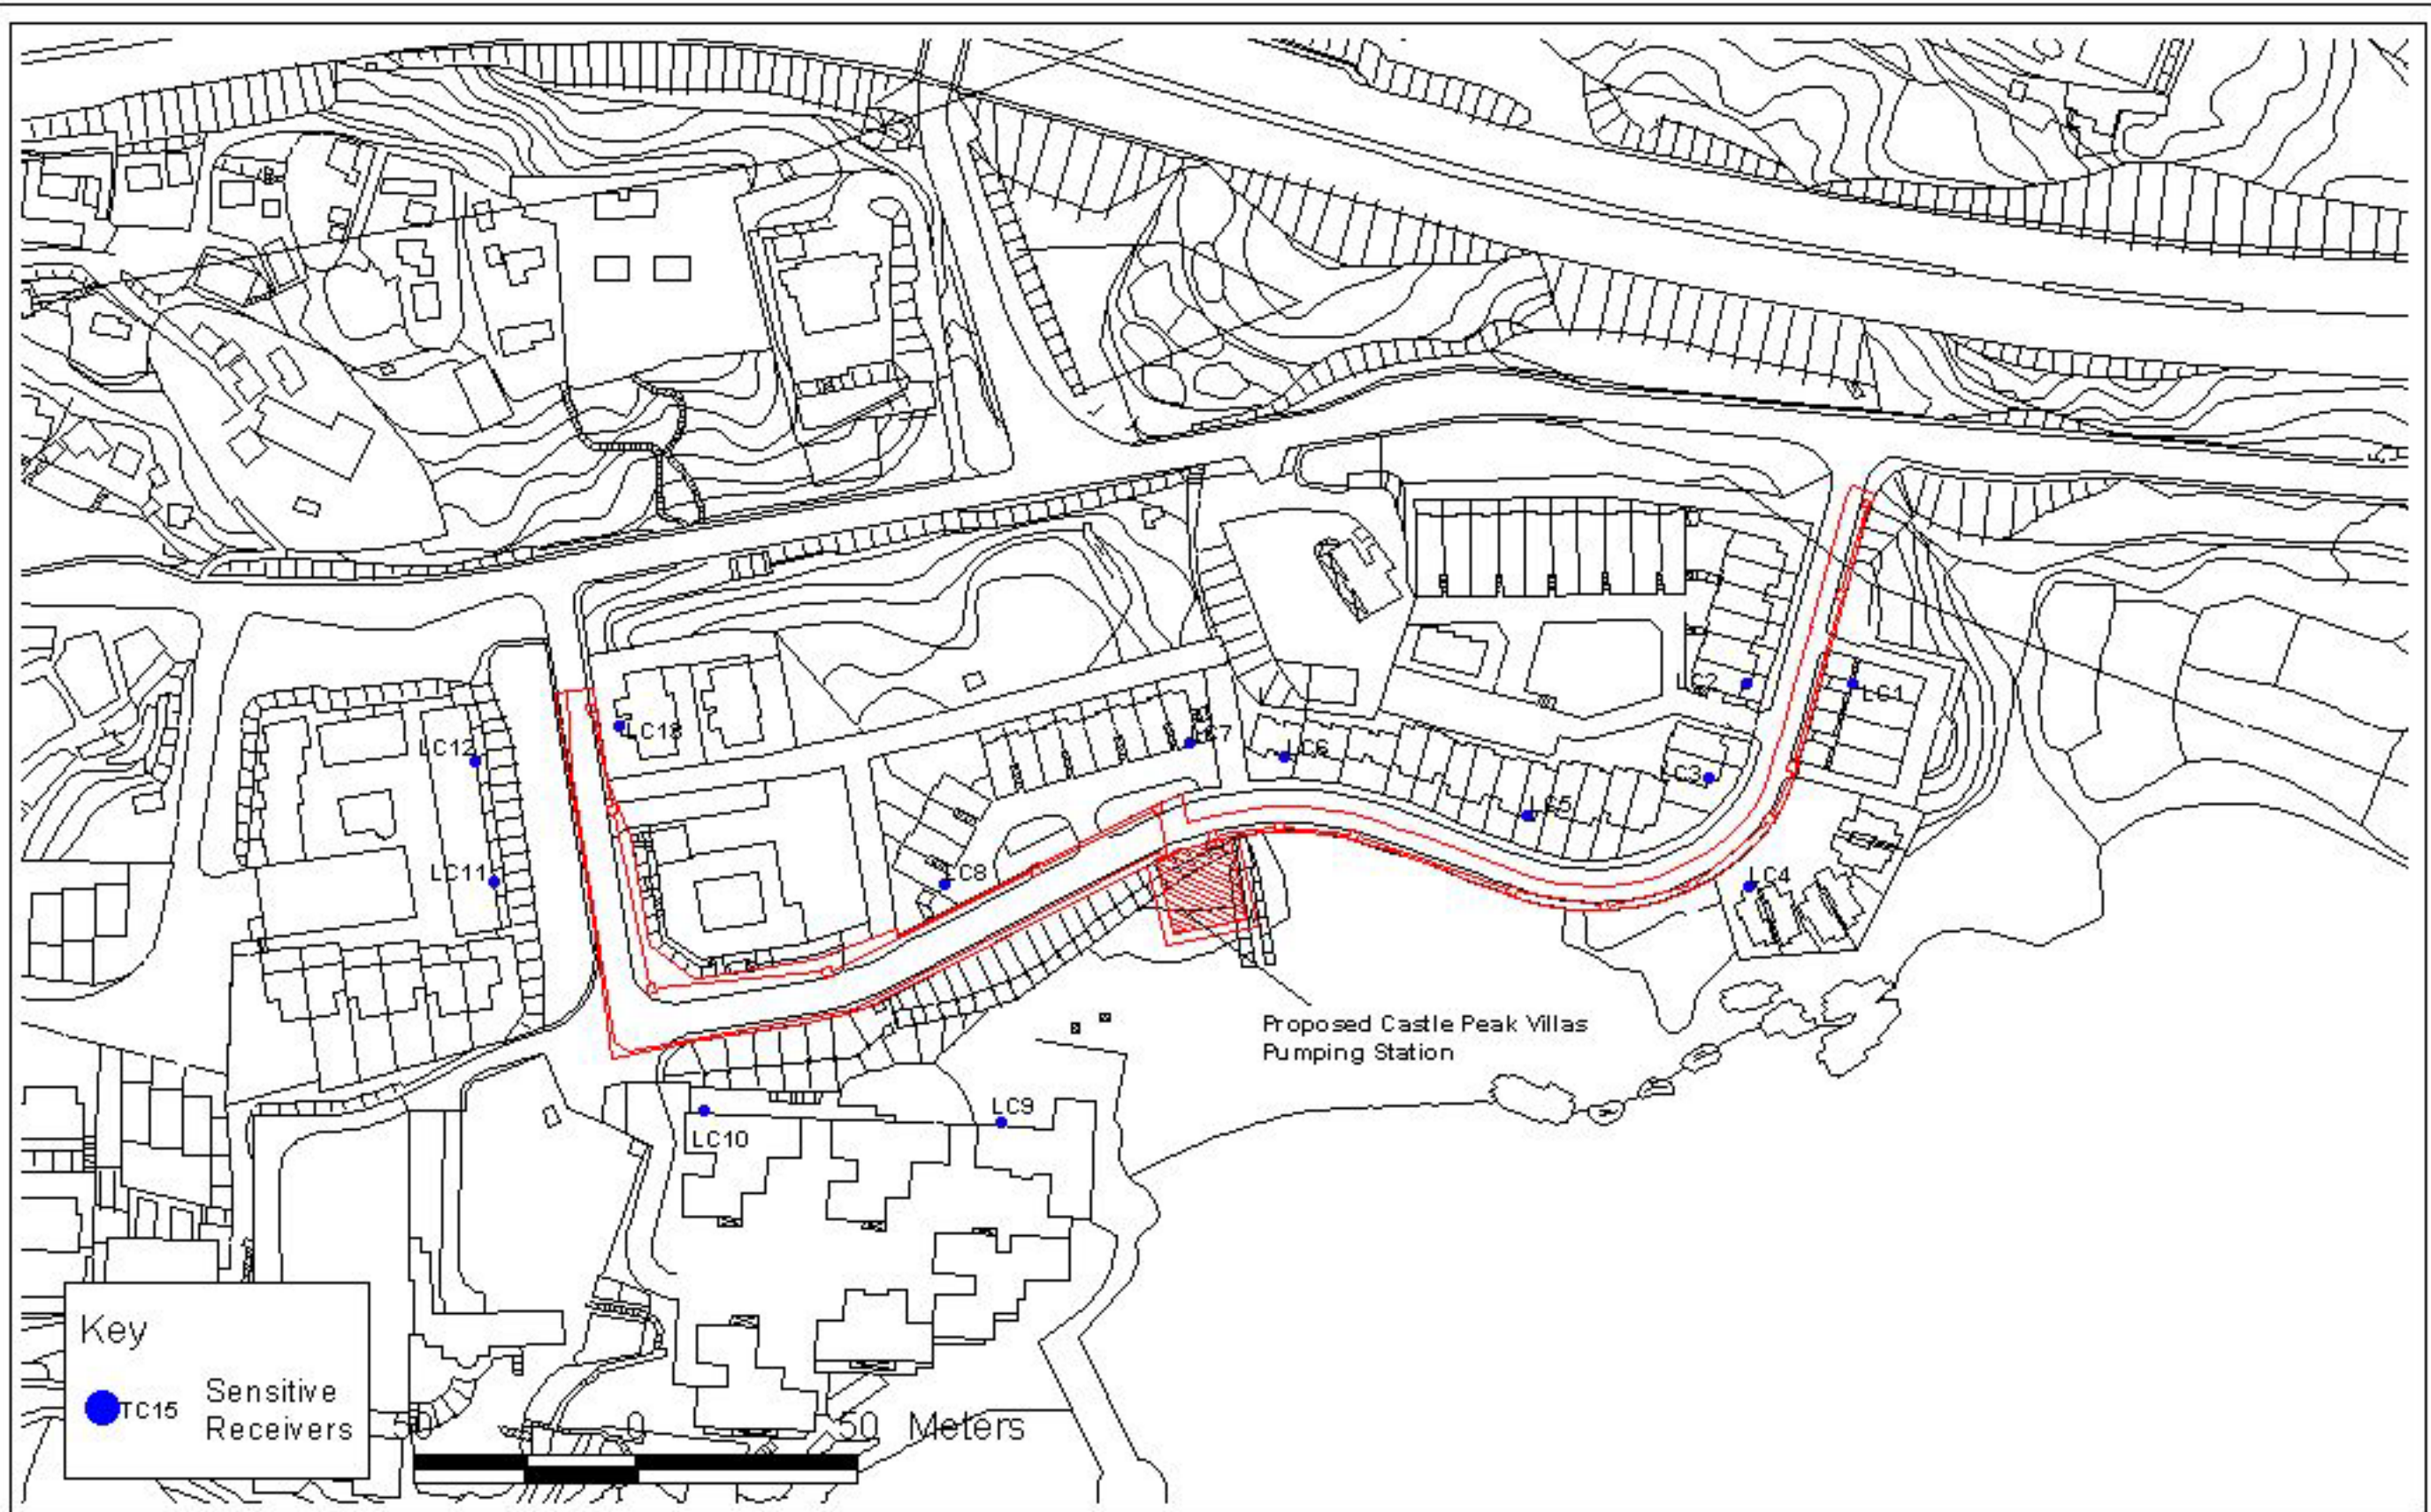 LC2
LC1
LC18
LC7
LC12
LC6
LC3
LC5
LC11
LC8
LC4
Proposed Castle Peak Villas
Pumping Station
LC9
LC10
Key
TC15 Sensitive
Receivers
50 0 50 Meters